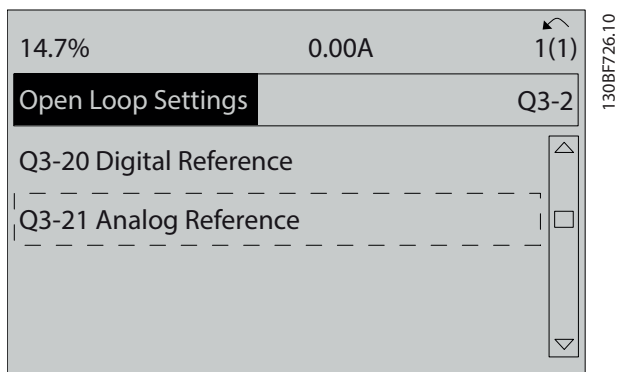 14.7% 0.00A 1(1)
Open Loop Settings Q3-2
Q3-20 Digital Reference
Q3-21 Analog Reference
130BF726.10